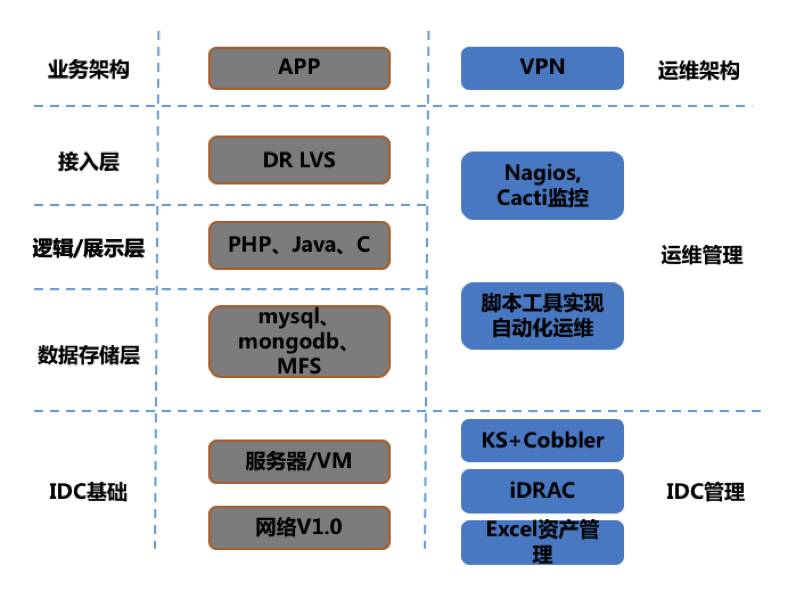 业务架构
APP
VPN
运维架构
接入层
DR LVS
Nagios,
Cacti监控
逻辑/展示层
PHP、Java、C
运维管理
数据存储层
mysql、
mongodb、
MFS
脚本工具实现
自动化运维
IDC基础
服务器/VM
网络V1.0
KS+Cobbler
iDRAC
Excel资产管
理
IDC管理